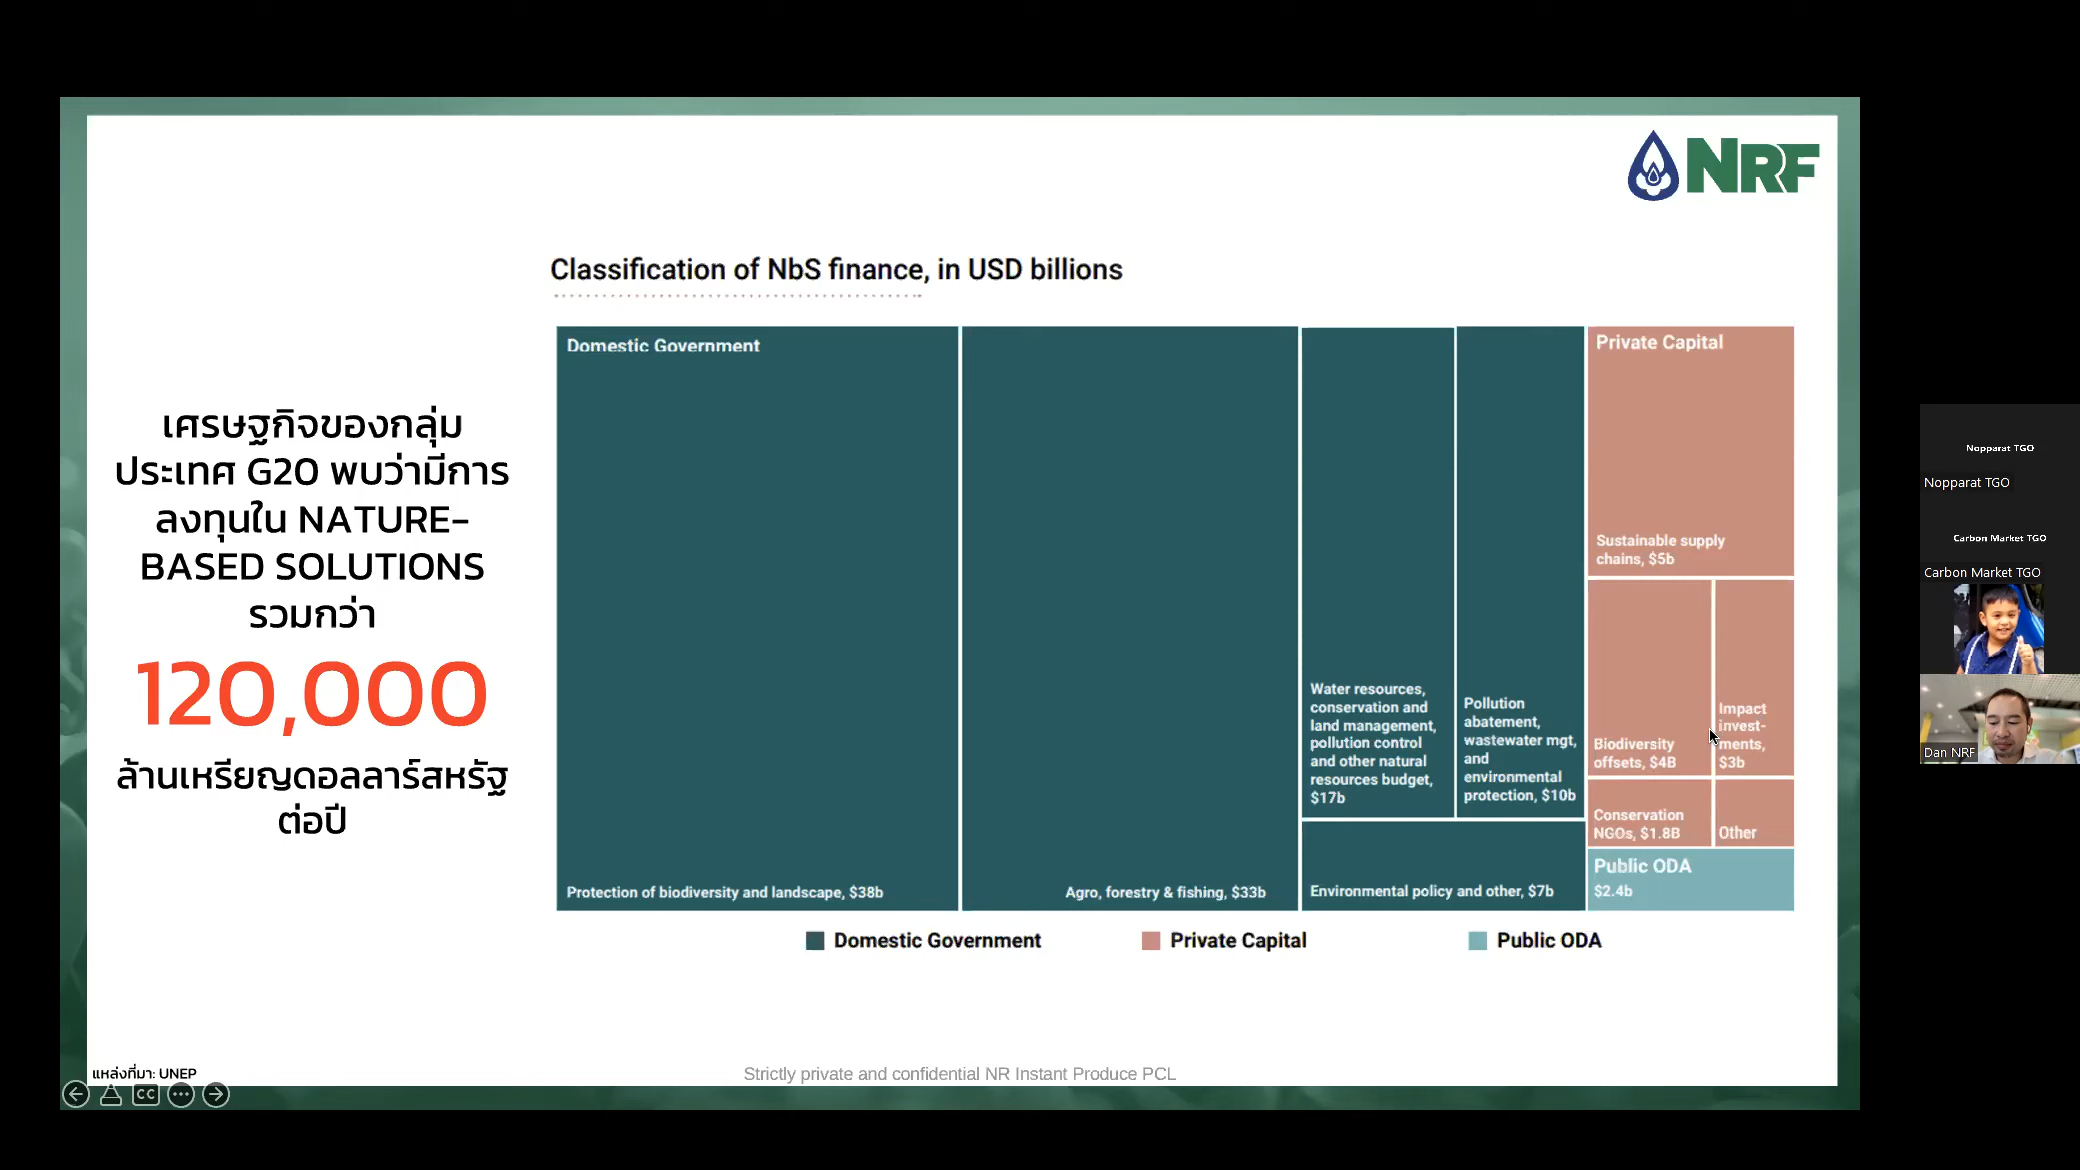 NRF
Classification of NbS finance, in USD billions
เศรษฐกิจของกลุ่ม
ประเทศ G20 พบว่ามีการ
ลงทุนใน NATURE-
BASED SOLUTIONS
รวมกว่า
120,000
ล้านเหรียญดอลลาร์สหรัฐ
ต่อปี
Domestic Government
Protection of biodiversity and landscape, $38b
Agro, forestry & fishing, $33b
Water resources,
conservation and
land management,
pollution control
and other natural
resources budget,
$17b
Pollution
abatement,
wastewater mgt,
and
environmental
protection, $10b
Environmental policy and other, $7b
Private Capital
Sustainable supply
chains, $5b
Biodiversity
offsets, $4B
Impact
invest-
ments,
$3b
Conservation
NGOs, $1.8B
Other
Public ODA
$2.4b
Domestic Government
Private Capital
Public ODA
แหล่งที่มา: UNEP
Strictly private and confidential NR Instant Produce PCL
CC
Nopparat TGO
Nopparat TGO
Carbon Market TGO
Carbon Market TGO
Dan NRF